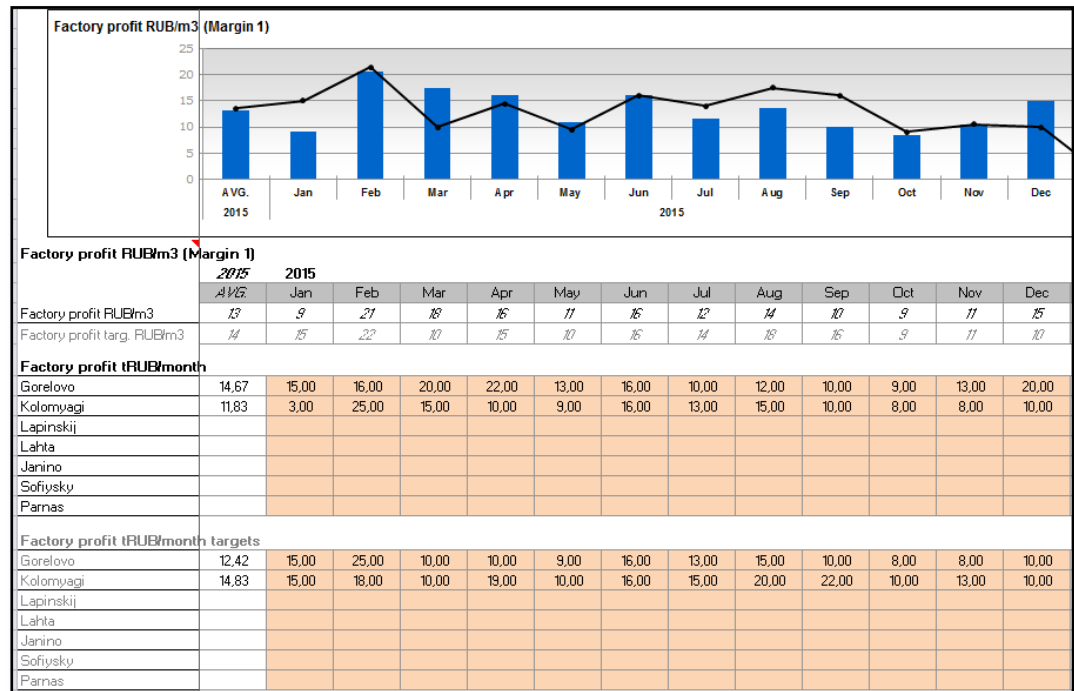 Factory profit RUB/m3 (Margin 1)
25
20
15
10
5
0
AVG. Jan Feb Mar Apr May Jun Jul Aug Sep Oct Nov Dec
2015 2015
Factory profit RUB/m3 (Margin 1)
2015 2015
AVG. Jan Feb Mar Apr May Jun Jul Aug Sep Oct Nov Dec
Factory profit RUB/m3 13 9 21 18 16 11 16 12 14 10 9 11 15
Factory profit targ. RUB/m3 14 15 22 10 15 10 16 14 18 16 9 11 10
Factory profit tRUB/month
Gorelovo 14,67 15,00 16,00 20,00 22,00 13,00 16,00 10,00 12,00 10,00 9,00 13,00 20,00
Kolomyagi 11,83 3,00 25,00 15,00 10,00 9,00 16,00 13,00 15,00 10,00 8,00 8,00 10,00
Lapinskij
Lahta
Janino
Sofiysky
Parnas
Factory profit tRUB/month targets
Gorelovo 12,42 15,00 25,00 10,00 10,00 9,00 16,00 13,00 15,00 10,00 8,00 8,00 10,00
Kolomyagi 14,83 15,00 18,00 10,00 19,00 10,00 16,00 15,00 20,00 22,00 10,00 13,00 10,00
Lapinskij
Lahta
Janino
Sofiysky
Parnas